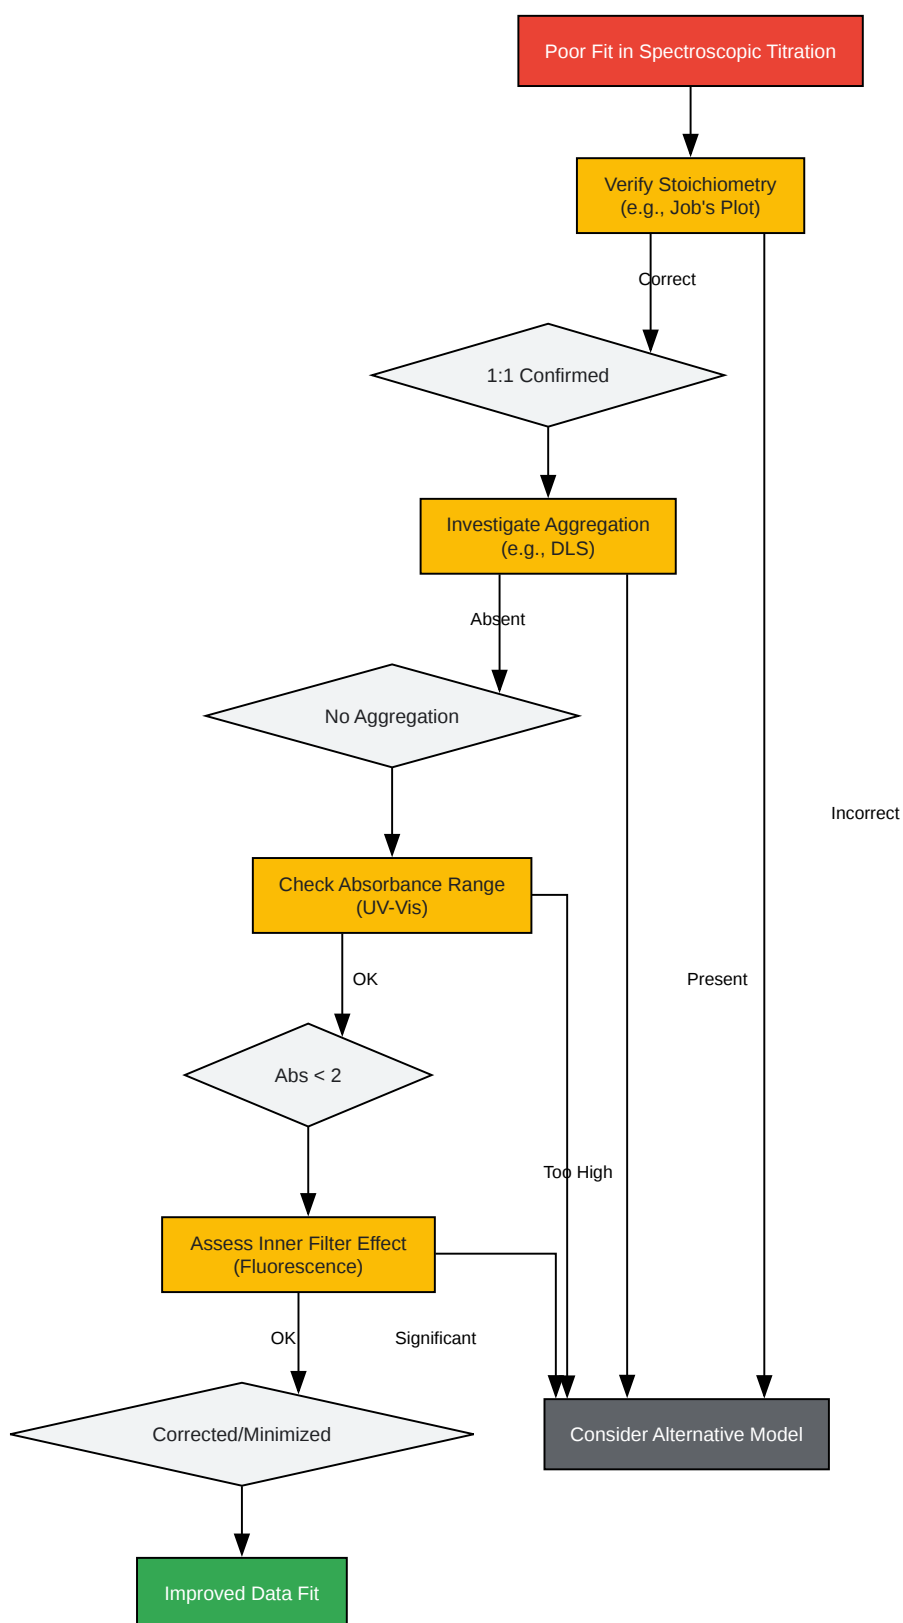 Poor Fit in Spectroscopic Titration
Verify Stoichiometry
(e.g., Job's Plot)
Correct
1:1 Confirmed
Investigate Aggregation
(e.g., DLS)
Absent
No Aggregation
Incorrect
Check Absorbance Range
(UV-Vis)
OK
Present
Abs < 2
Too High
Assess Inner Filter Effect
(Fluorescence)
OK
Significant
Corrected/Minimized
Consider Alternative Model
Improved Data Fit